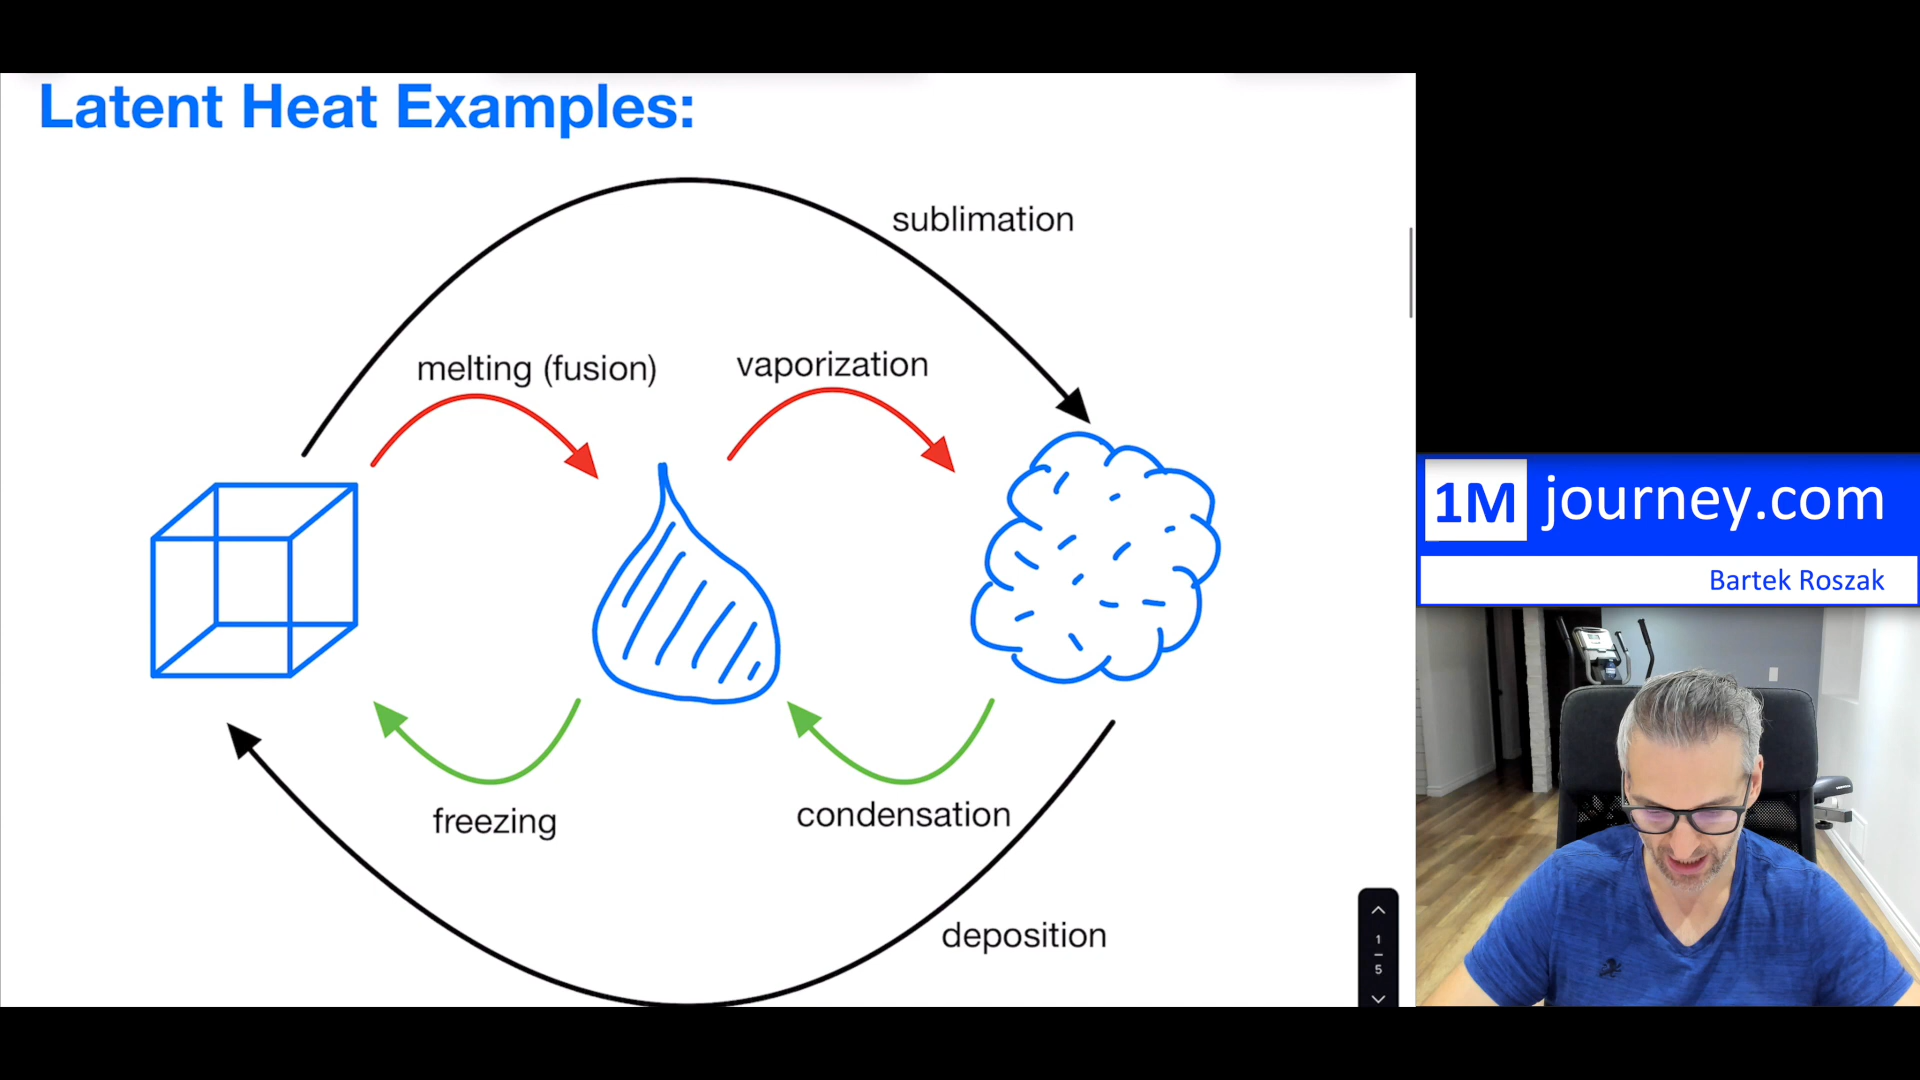 Latent Heat Examples:
sublimation
melting (fusion)
vaporization
freezing
condensation
deposition
1
5
1M journey.com
Bartek Roszak